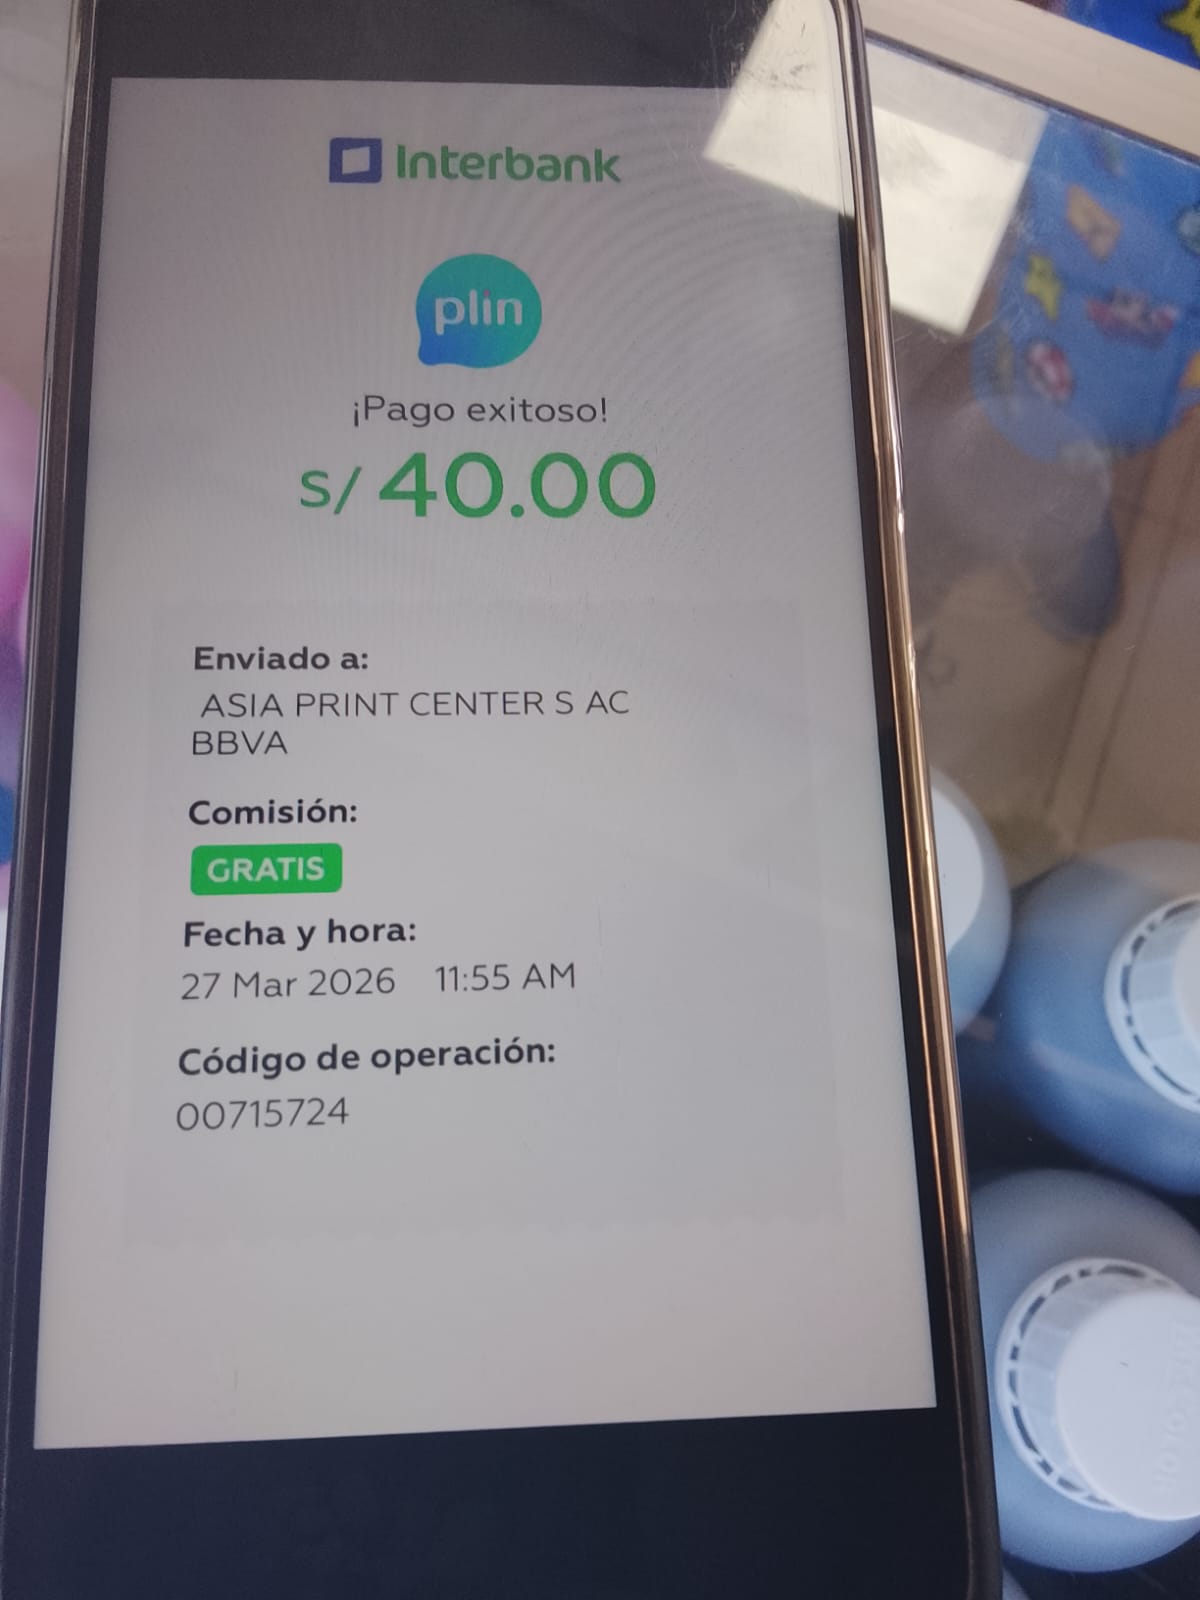 Interbank
plin
¡Pago exitoso!
S/ 40.00
Enviado a:
ASIA PRINT CENTER S AC
BBVA
Comisión:
GRATIS
Fecha y hora:
27 Mar 2026 11:55 AM
Código de operación:
00715724